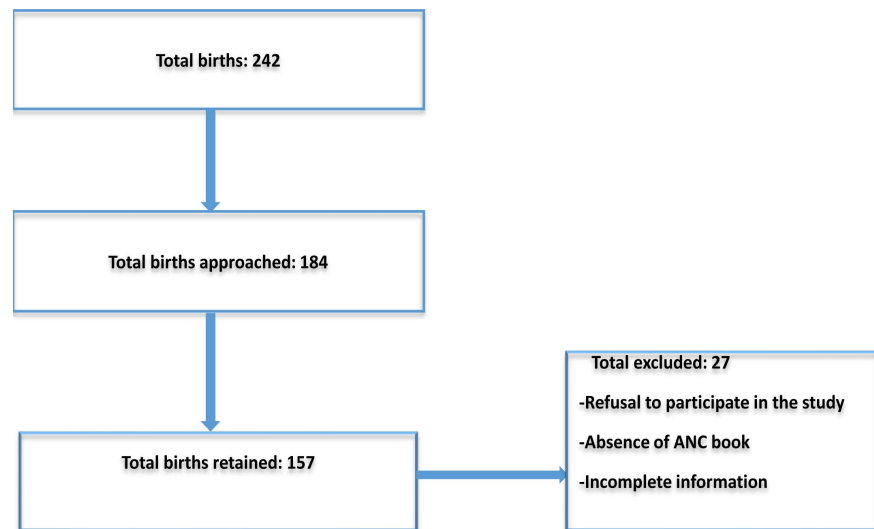 Total births: 242
Total births approached: 184
Total births retained: 157
Total excluded: 27
-Refusal to participate in the study
-Absence of ANC book
-Incomplete information